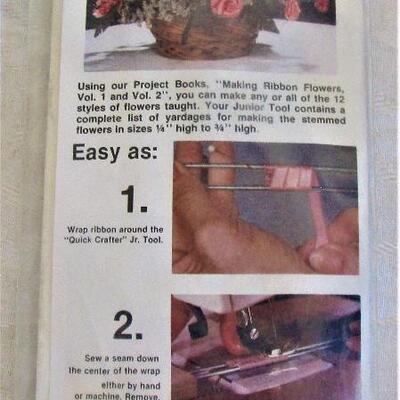 Using our Project Books, "Making Ribbon Flowers,
Vol. 1 and Vol. 2", you can make any or all of the 12
styles of flowers taught. Your Junior Tool contains a
complete list of yardages for making the stemmed
flowers in sizes ¼" high to ¾" high.
Easy as:
1.
Wrap ribbon around the
"Quick Crafter" Jr. Tool.
2.
Sew a seam down
the center of the wrap
either by hand
or machine. Remove.